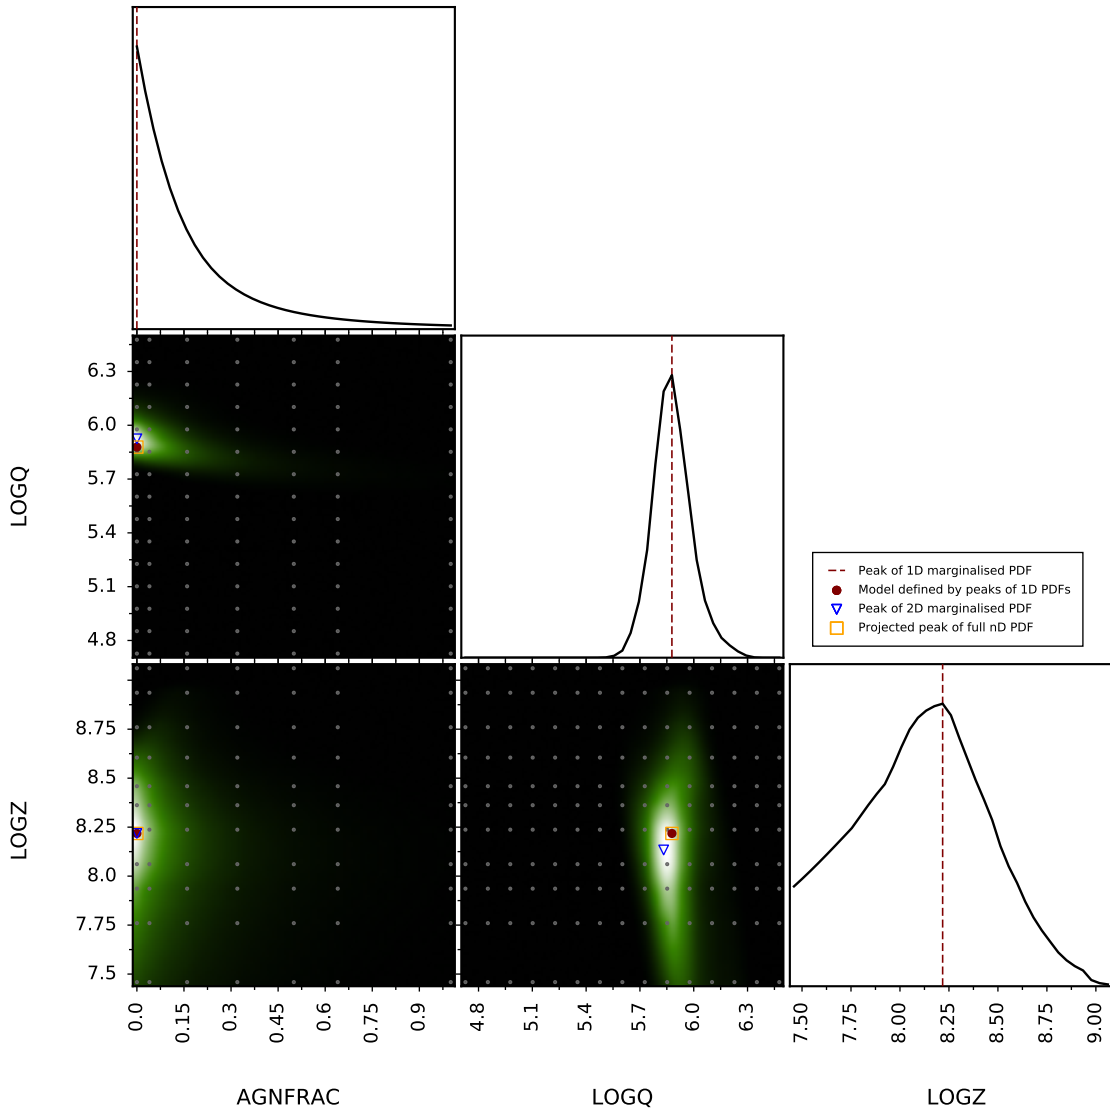 6.3
6.0
5.7
5.4
5.1
4.8
LOGQ
Peak of 1D marginalised PDF
Model defined by peaks of 1D PDFs
Peak of 2D marginalised PDF
Projected peak of full nD PDF
8.75
8.5
8.25
8.0
7.75
7.5
LOGZ
0.0 0.15 0.3 0.45 0.6 0.75 0.9
4.8 5.1 5.4 5.7 6.0 6.3
7.50 7.75 8.00 8.25 8.50 8.75 9.00
AGNFRAC
LOGQ
LOGZ